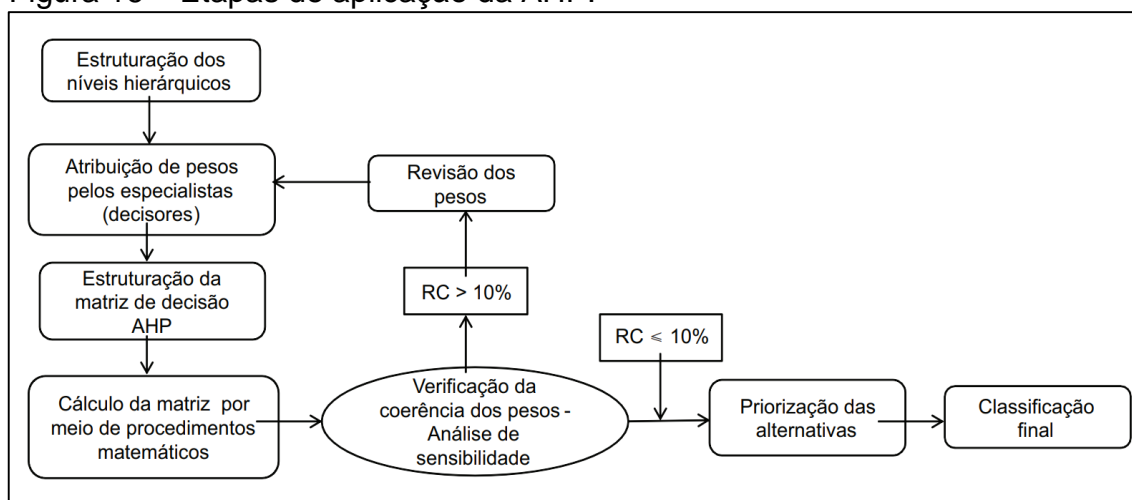 Figura 18 – Etapas de aplicação da AHP.
Estruturação dos
níveis hierárquicos
Atribuição de pesos
pelos especialistas
(decisores)
Revisão dos
pesos
Estruturação da
matriz de decisão
AHP
RC > 10%
RC ⩽ 10%
Cálculo da matriz por
meio de procedimentos
matemáticos
Verificação da
coerência dos pesos -
Análise de
sensibilidade
Priorização das
alternativas
Classificação
final